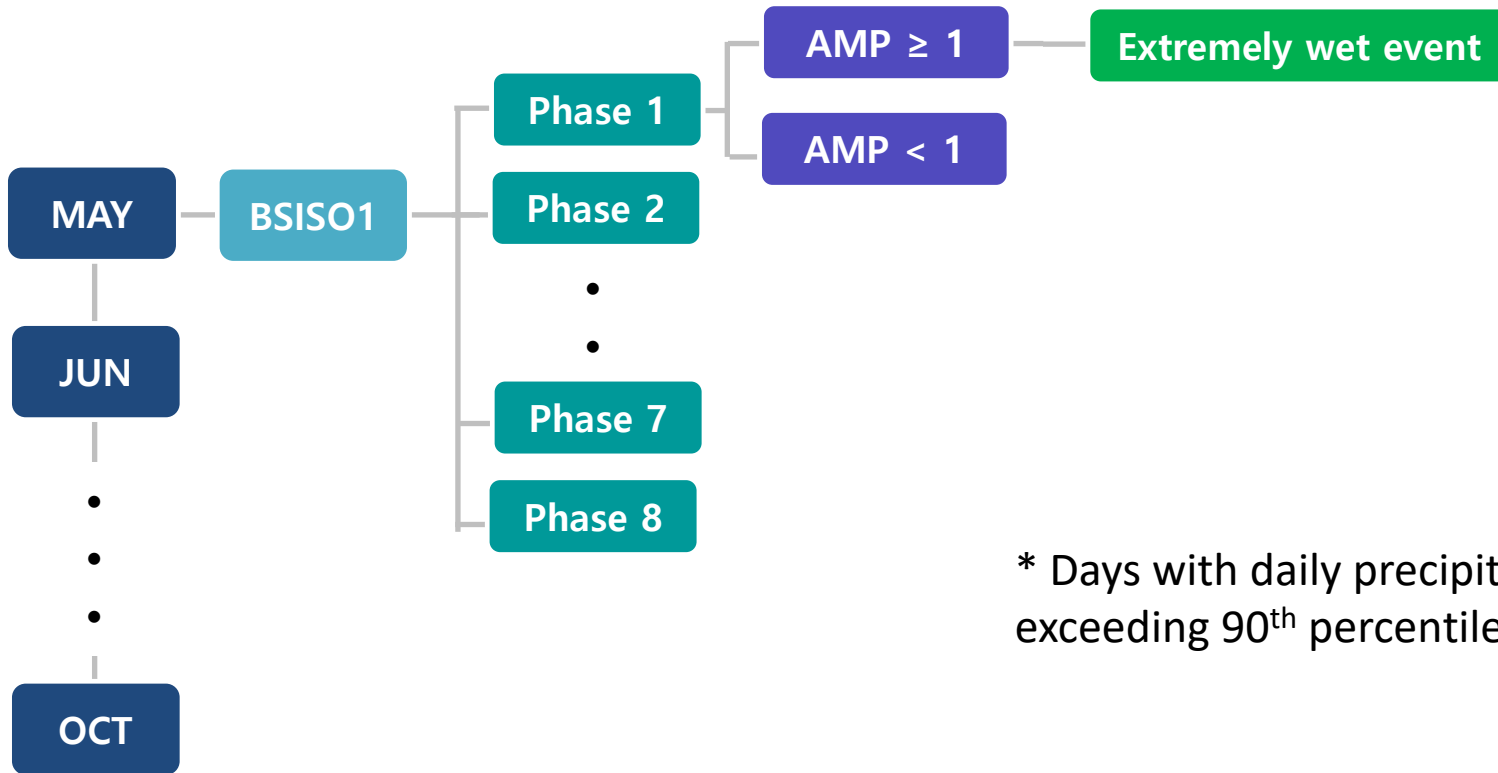 MAY
JUN
•
•
•
OCT
BSISO1
Phase 1
Phase 2
•
•
Phase 7
Phase 8
AMP ≥ 1
AMP < 1
Extremely wet event
* Days with daily
exceeding 90th percentile